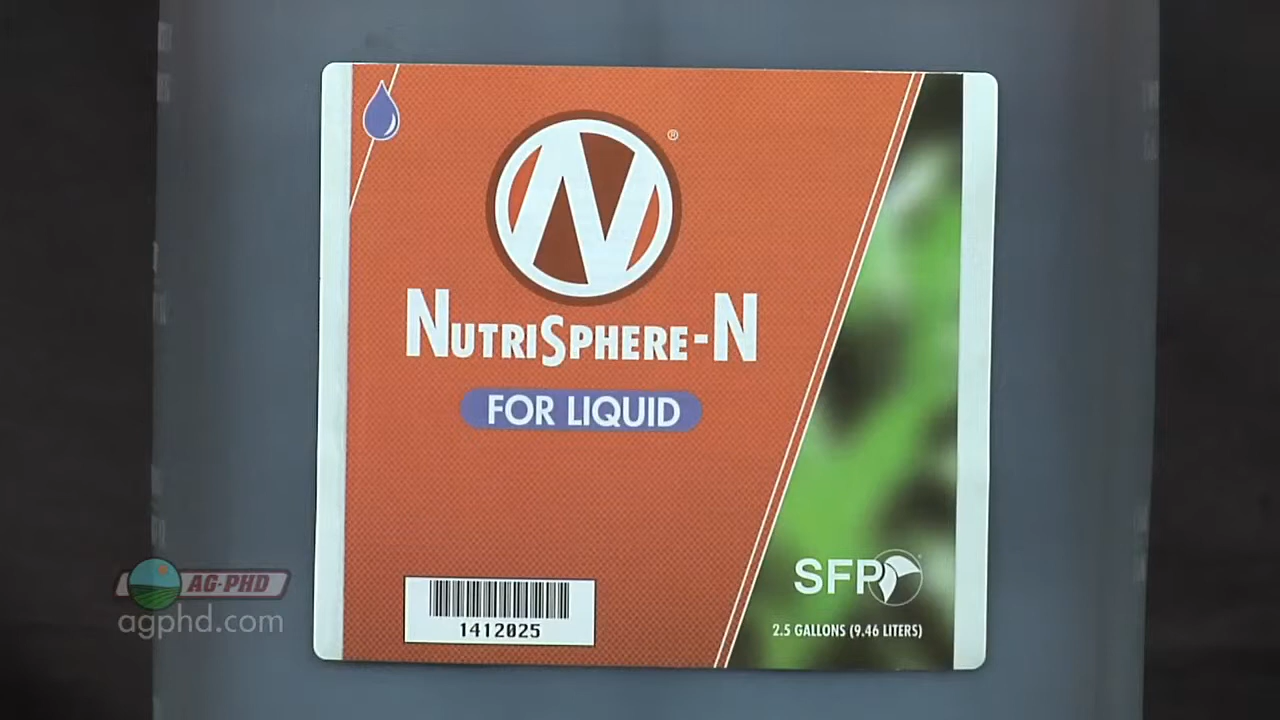 N®
NUTRISPHERE-N
FOR LIQUID
SFP
2.5 GALLONS (9.46 LITERS)
1412025
AG-PHD
agphd.com